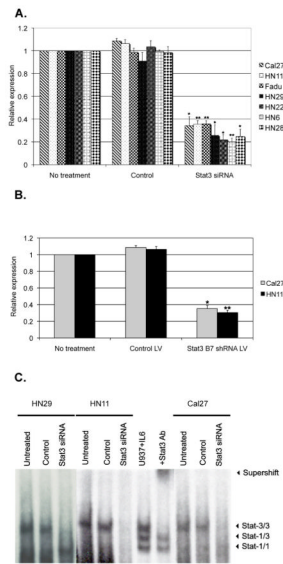 A.
Relative expression
1.4
1.2
1
0.8
0.6
0.4
0.2
0
No treatment
Control
Stat3 siRNA
* ** ** * * ** *
Cal27
HN11
Fadu
HN29
HN22
HN6
HN28
B.
Relative expression
1.4
1.2
1
0.8
0.6
0.4
0.2
0
No treatment
Control LV
Stat3 B7 shRNA LV
* **
Cal27
HN11
C.
HN29
HN11
Cal27
Untreated
Control
Stat3 siRNA
Untreated
Control
Stat3 siRNA
U937+IL6
+Stat3 Ab
Untreated
Control
Stat3 siRNA
Supershift
Stat-3/3
Stat-1/3
Stat-1/1